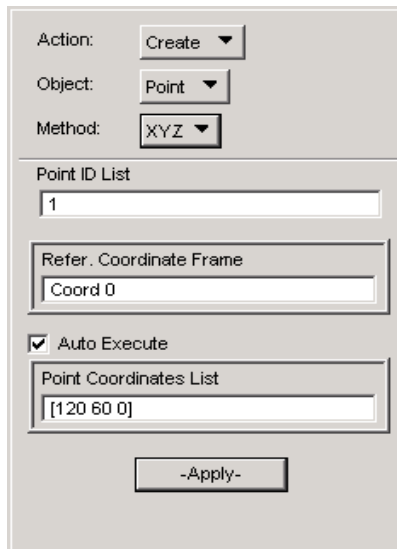 Action: Create
Object: Point
Method: XYZ
Point ID List
1
Refer. Coordinate Frame
Coord 0
Auto Execute
Point Coordinates List
[120 60 0]
-Apply-